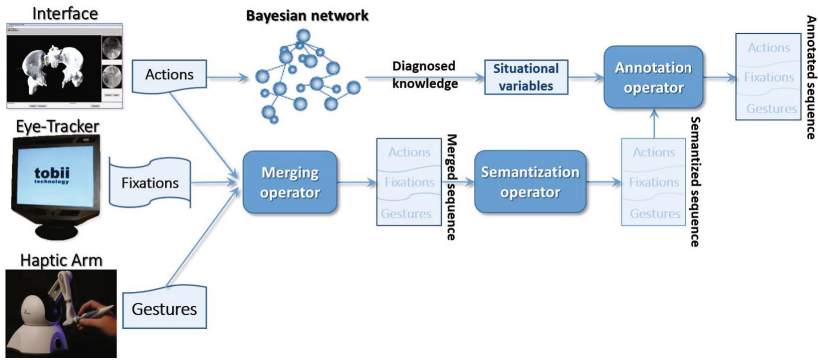 Interface
Bayesian network
Actions
Diagnosed
knowledge
Situational
variables
Annotation
operator
Actions
Fixations
Gestures
Annotated sequence
Eye-Tracker
tobii
technology
Fixations
Merging
operator
Actions
Fixations
Gestures
Merged sequence
Semantization
operator
Actions
Fixations
Gestures
Semantized sequence
Haptic Arm
Gestures